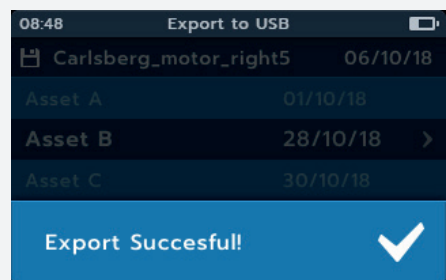 08:48 Export to USB
Carlsberg_motor_right5 06/10/18
Asset A 01/10/18
Asset B 28/10/18 >
Asset C 30/10/18
Export Succesful!